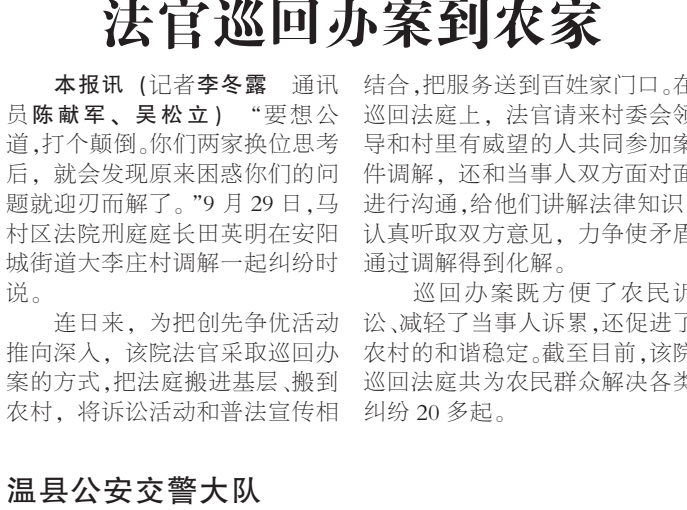 法官巡回办案到农家
本报讯（记者李冬露　通讯
员陈献军、吴松立）“要想公
道,打个颠倒。你们两家换位思考
后，就会发现原来困惑你们的问
题就迎刃而解了。”9 月 29 日,马
村区法院刑庭庭长田英明在安阳
城街道大李庄村调解一起纠纷时
说。
连日来，为把创先争优活动
推向深入，该院法官采取巡回办
案的方式,把法庭搬进基层、搬到
农村，将诉讼活动和普法宣传相
结合,把服务送到百姓家门口。在
巡回法庭上，法官请来村委会领
导和村里有威望的人共同参加案
件调解，还和当事人双方面对面
进行沟通,给他们讲解法律知识，
认真听取双方意见，力争使矛盾
通过调解得到化解。
巡回办案既方便了农民诉
讼、减轻了当事人诉累,还促进了
农村的和谐稳定。截至目前,该院
巡回法庭共为农民群众解决各类
纠纷 20 多起。
温县公安交警大队